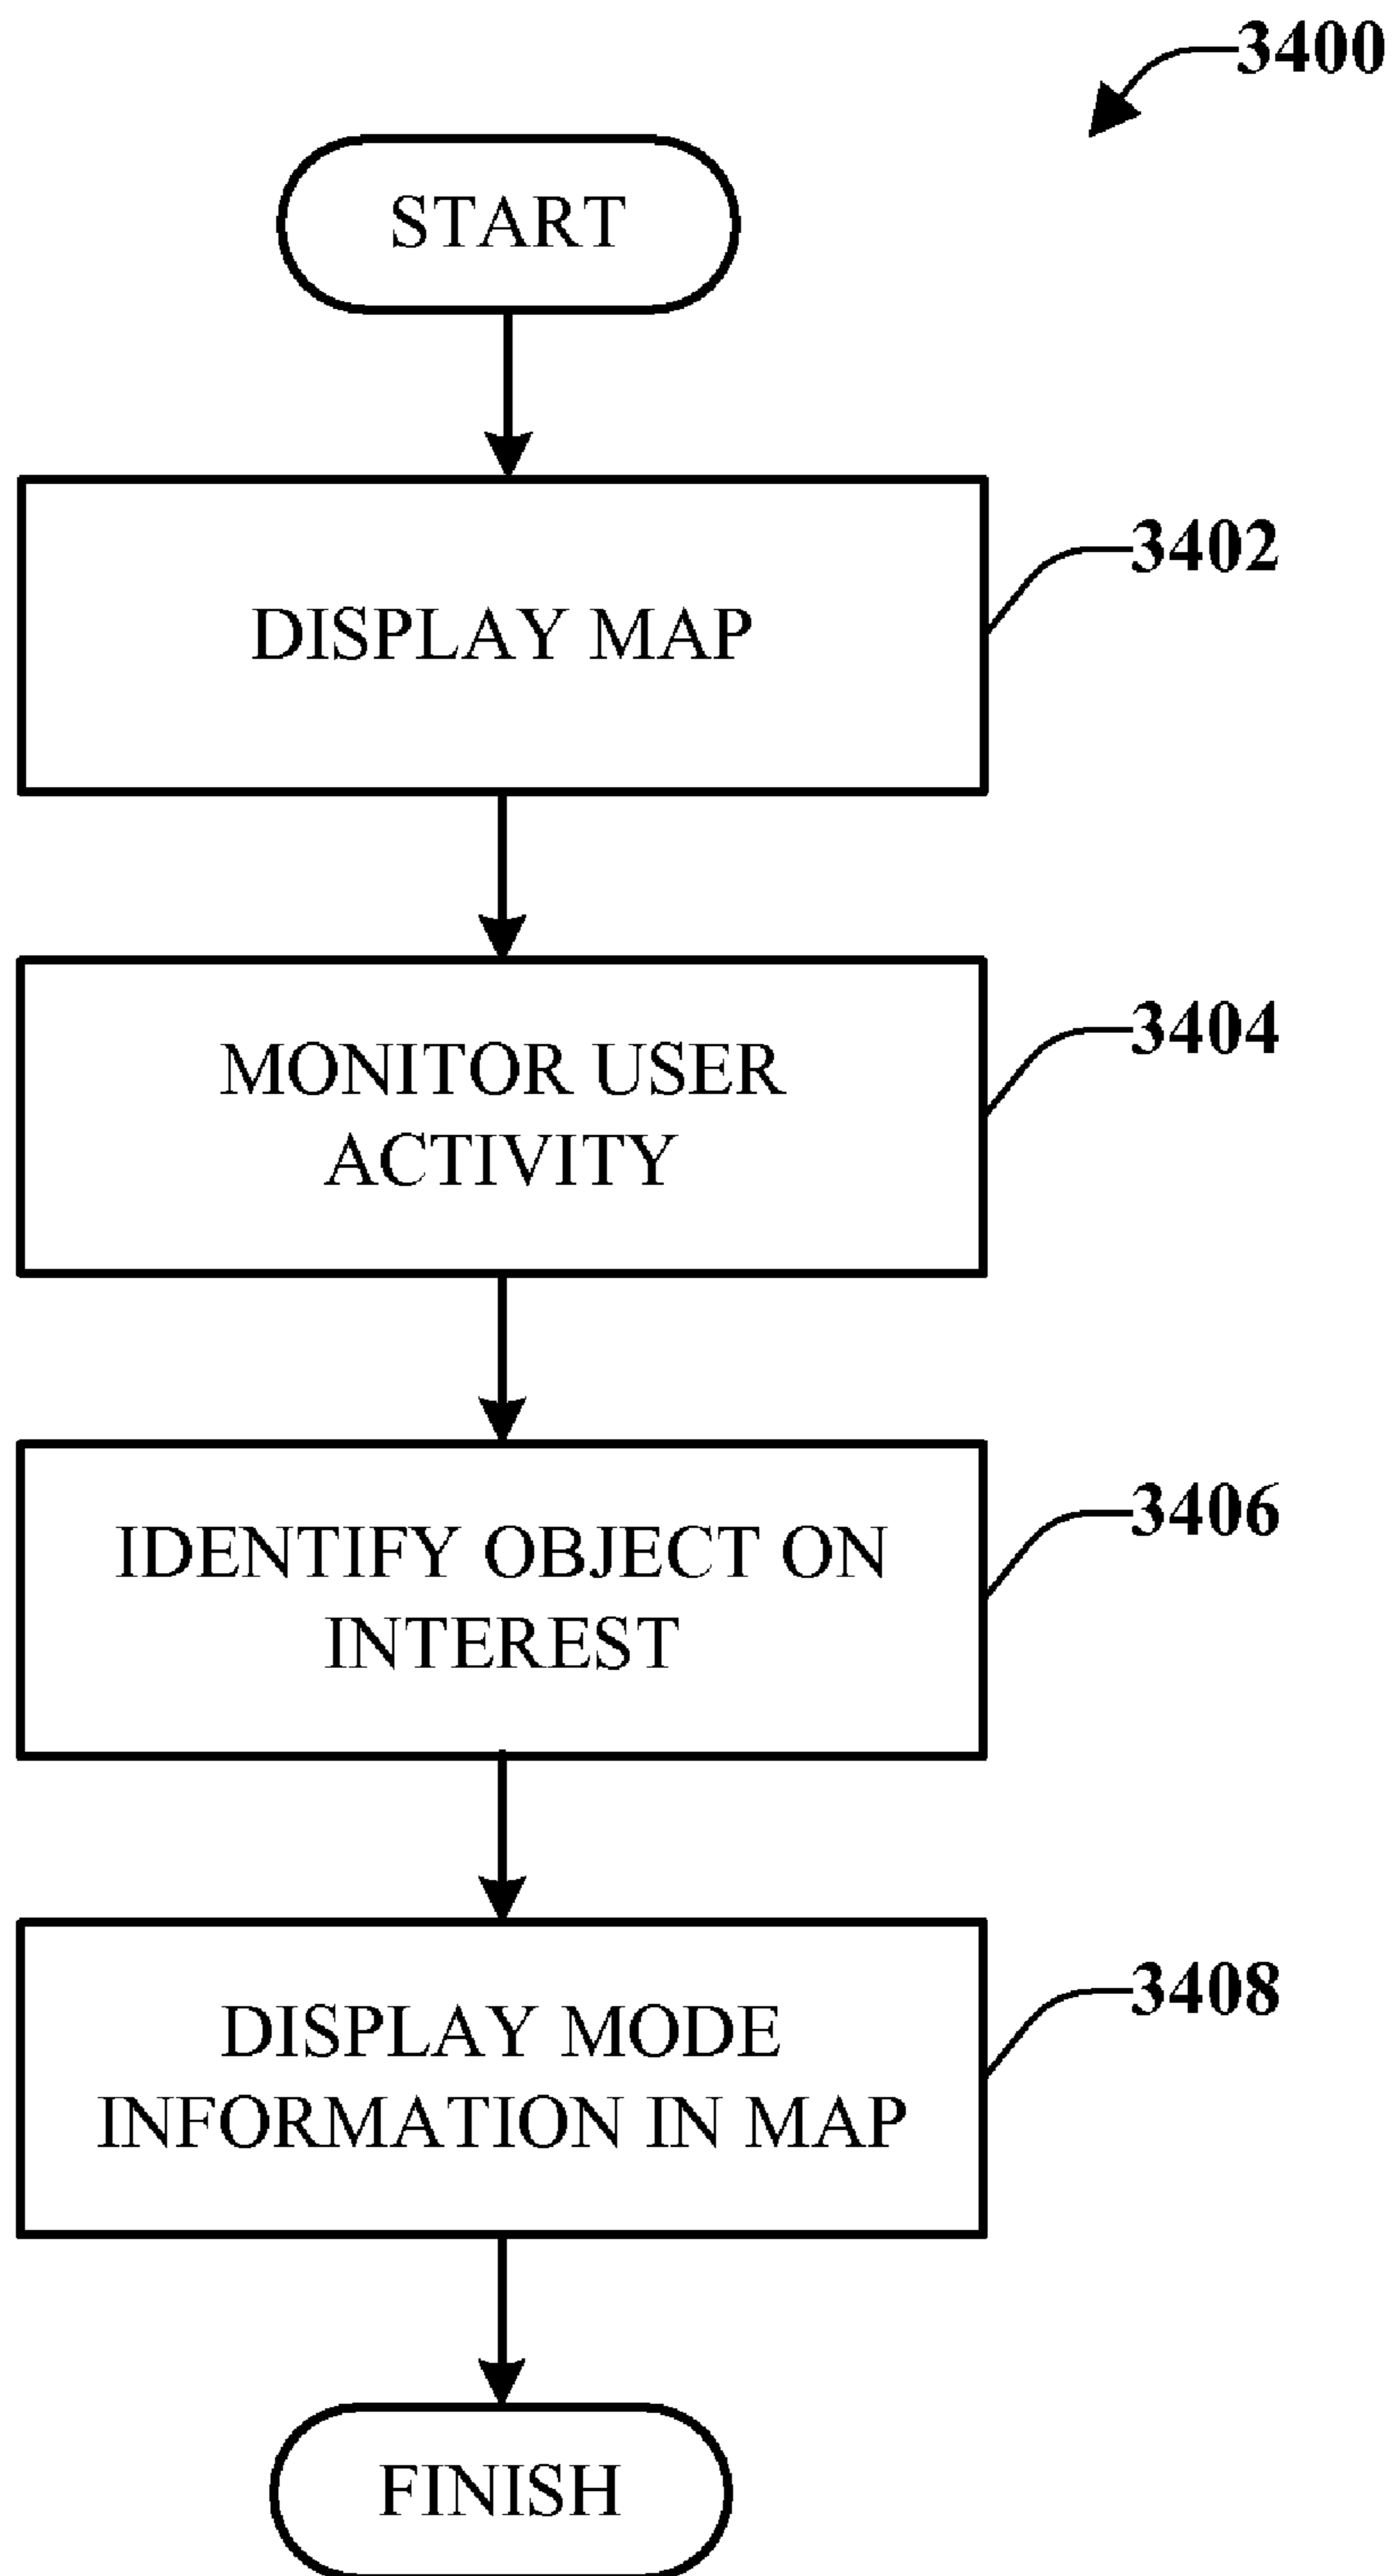 3400
START
DISPLAY MAP
3402
MONITOR USER
ACTIVITY
3404
IDENTIFY OBJECT ON
INTEREST
3406
DISPLAY MODE
INFORMATION IN MAP
3408
FINISH